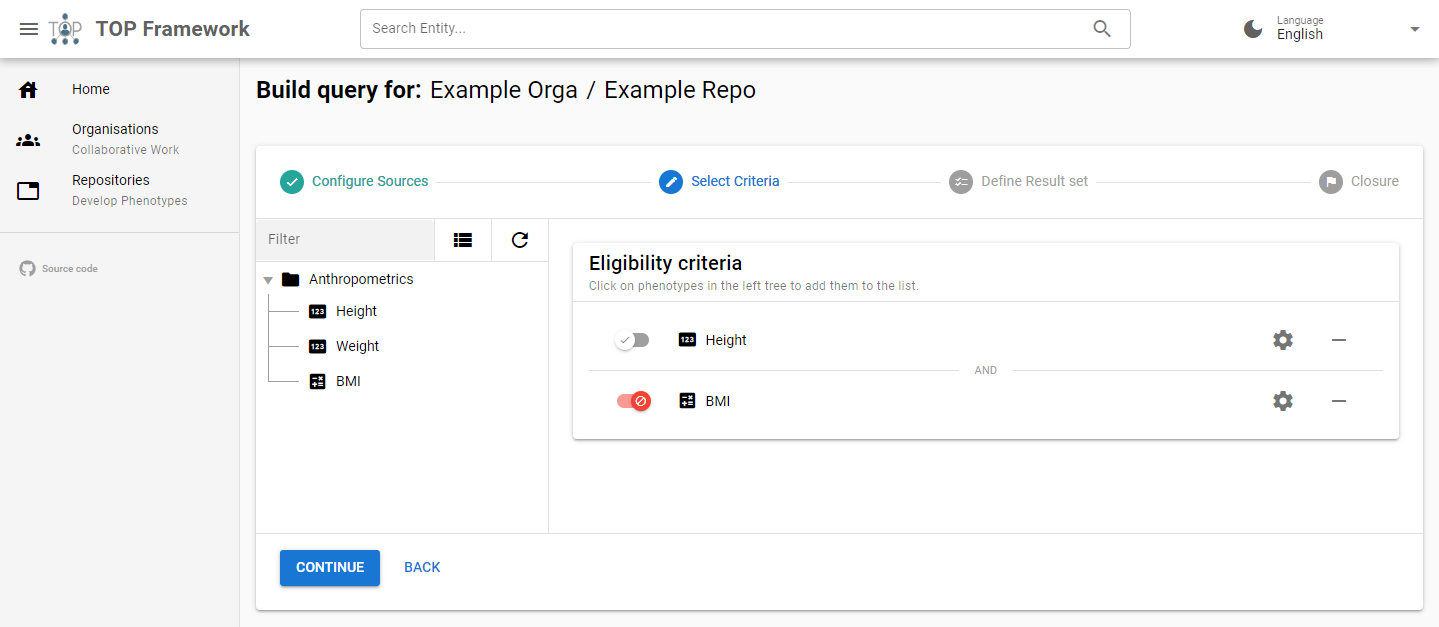 TOP TOP Framework
Search Entity...
Language
English
Home
Organisations
Collaborative Work
Repositories
Develop Phenotypes
Source code
Build query for: Example Orga / Example Repo
Configure Sources
Select Criteria
Define Result set
Closure
Filter
Anthropometrics
123 Height
123 Weight
BMI
Eligibility criteria
Click on phenotypes in the left tree to add them to the list.
123 Height
AND
BMI
CONTINUE
BACK